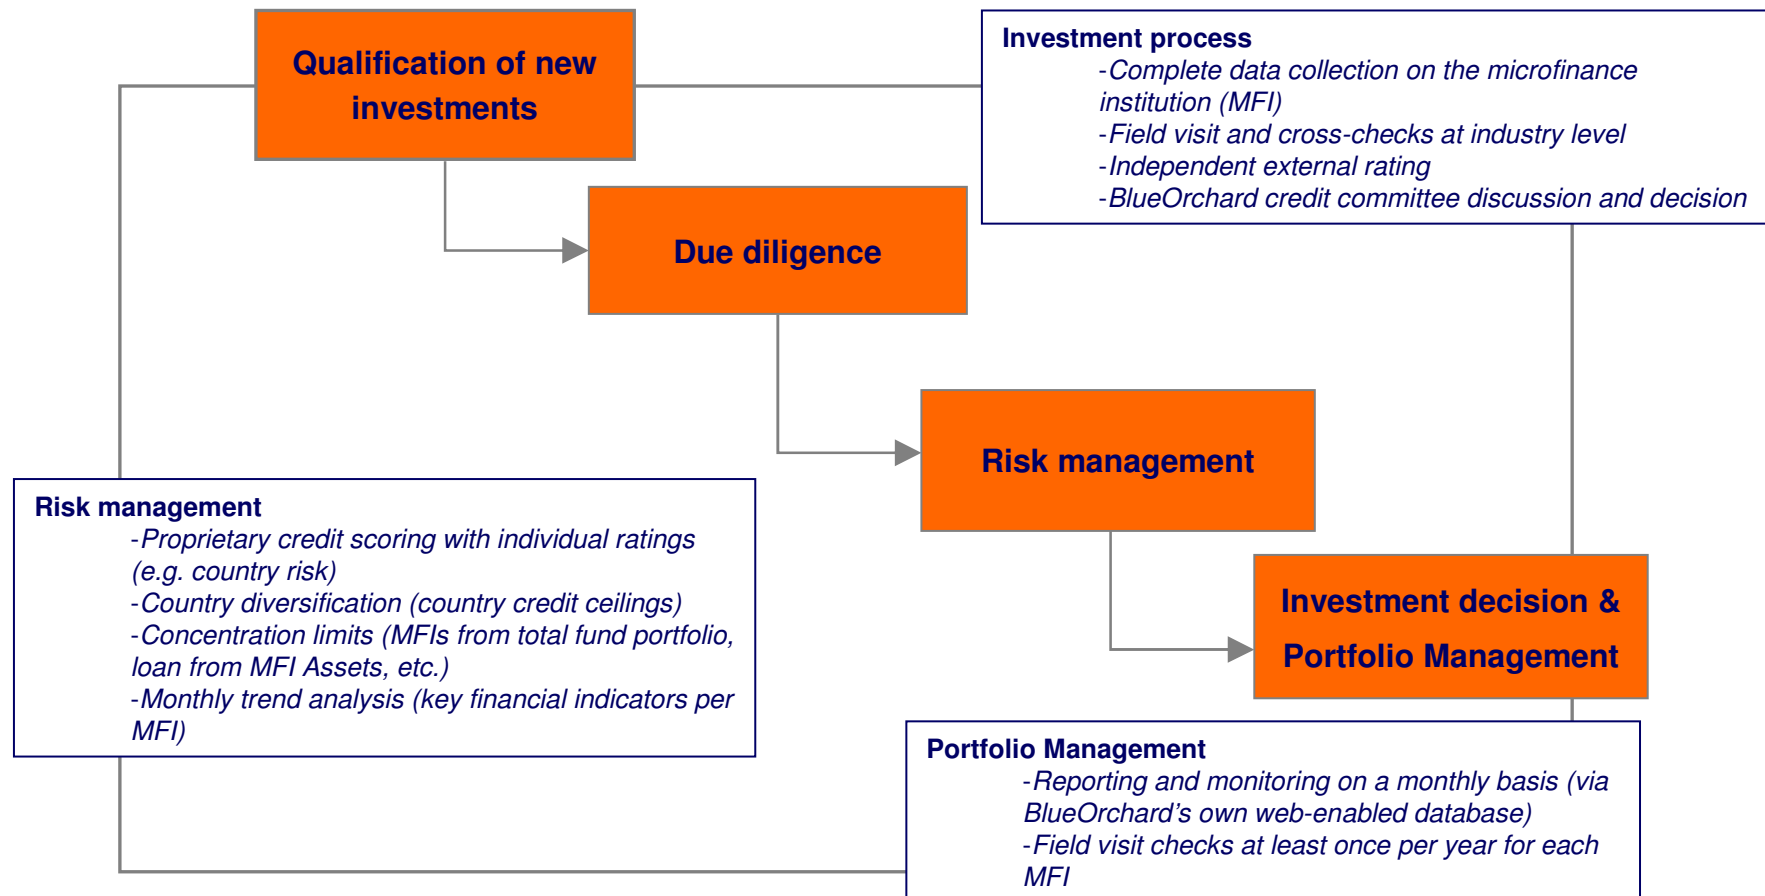 Qualification of new
investments
Investment process
-Complete data collection on the microfinance
institution (MFI)
-Field visit and cross-checks at industry level
-Independent external rating
-BlueOrchard credit committee discussion and decision
Due diligence
Risk management
Risk management
-Proprietary credit scoring with individual ratings
(e.g. country risk)
-Country diversification (country credit ceilings)
-Concentration limits (MFIs from total fund portfolio,
loan from MFI Assets, etc.)
-Monthly trend analysis (key financial indicators per
MFI)
Investment decision &
Portfolio Management
Portfolio Management
-Reporting and monitoring on a monthly basis (via
BlueOrchard’s own web-enabled database)
-Field visit checks at least once per year for each
MFI